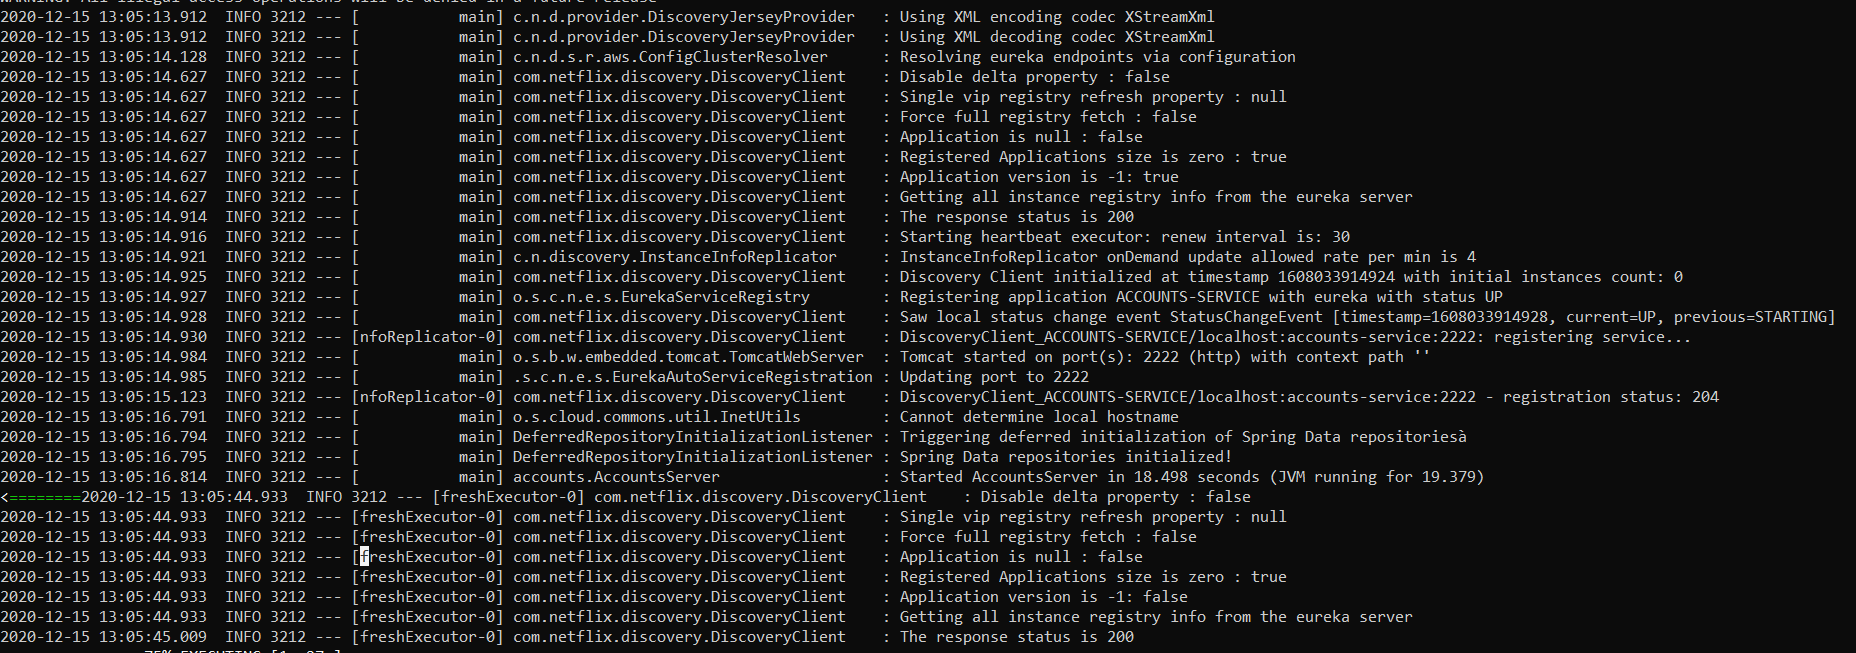 WARNING: All illegal access operations will be denied in a future release
2020-12-15 13:05:13.912  INFO 3212 --- [           main] c.n.d.provider.DiscoveryJerseyProvider   : Using XML encoding codec XStreamXml
2020-12-15 13:05:13.912  INFO 3212 --- [           main] c.n.d.provider.DiscoveryJerseyProvider   : Using XML decoding codec XStreamXml
2020-12-15 13:05:14.128  INFO 3212 --- [           main] c.n.d.s.r.aws.ConfigClusterResolver      : Resolving eureka endpoints via configuration
2020-12-15 13:05:14.627  INFO 3212 --- [           main] com.netflix.discovery.DiscoveryClient    : Disable delta property : false
2020-12-15 13:05:14.627  INFO 3212 --- [           main] com.netflix.discovery.DiscoveryClient    : Single vip registry refresh property : null
2020-12-15 13:05:14.627  INFO 3212 --- [           main] com.netflix.discovery.DiscoveryClient    : Force full registry fetch : false
2020-12-15 13:05:14.627  INFO 3212 --- [           main] com.netflix.discovery.DiscoveryClient    : Application is null : false
2020-12-15 13:05:14.627  INFO 3212 --- [           main] com.netflix.discovery.DiscoveryClient    : Registered Applications size is zero : true
2020-12-15 13:05:14.627  INFO 3212 --- [           main] com.netflix.discovery.DiscoveryClient    : Application version is -1: true
2020-12-15 13:05:14.627  INFO 3212 --- [           main] com.netflix.discovery.DiscoveryClient    : Getting all instance registry info from the eureka server
2020-12-15 13:05:14.914  INFO 3212 --- [           main] com.netflix.discovery.DiscoveryClient    : The response status is 200
2020-12-15 13:05:14.916  INFO 3212 --- [           main] com.netflix.discovery.DiscoveryClient    : Starting heartbeat executor: renew interval is: 30
2020-12-15 13:05:14.921  INFO 3212 --- [           main] c.n.discovery.InstanceInfoReplicator     : InstanceInfoReplicator onDemand update allowed rate per min is 4
2020-12-15 13:05:14.925  INFO 3212 --- [           main] com.netflix.discovery.DiscoveryClient    : Discovery Client initialized at timestamp 1608033914924 with initial instances count: 0
2020-12-15 13:05:14.927  INFO 3212 --- [           main] o.s.c.n.e.s.EurekaServiceRegistry        : Registering application ACCOUNTS-SERVICE with eureka with status UP
2020-12-15 13:05:14.928  INFO 3212 --- [           main] com.netflix.discovery.DiscoveryClient    : Saw local status change event StatusChangeEvent [timestamp=1608033914928, current=UP, previous=STARTING]
2020-12-15 13:05:14.930  INFO 3212 --- [nfoReplicator-0] com.netflix.discovery.DiscoveryClient    : DiscoveryClient_ACCOUNTS-SERVICE/localhost:accounts-service:2222: registering service...
2020-12-15 13:05:14.984  INFO 3212 --- [           main] o.s.b.w.embedded.tomcat.TomcatWebServer  : Tomcat started on port(s): 2222 (http) with context path ''
2020-12-15 13:05:14.985  INFO 3212 --- [           main] .s.c.n.e.s.EurekaAutoServiceRegistration : Updating port to 2222
2020-12-15 13:05:15.123  INFO 3212 --- [nfoReplicator-0] com.netflix.discovery.DiscoveryClient    : DiscoveryClient_ACCOUNTS-SERVICE/localhost:accounts-service:2222 - registration status: 204
2020-12-15 13:05:16.791  INFO 3212 --- [           main] o.s.cloud.commons.util.InetUtils         : Cannot determine local hostname
2020-12-15 13:05:16.794  INFO 3212 --- [           main] DeferredRepositoryInitializationListener : Triggering deferred initialization of Spring Data repositoriesà
2020-12-15 13:05:16.795  INFO 3212 --- [           main] DeferredRepositoryInitializationListener : Spring Data repositories initialized!
2020-12-15 13:05:16.814  INFO 3212 --- [           main] accounts.AccountsServer                  : Started AccountsServer in 18.498 seconds (JVM running for 19.379)
<========2020-12-15 13:05:44.933  INFO 3212 --- [freshExecutor-0] com.netflix.discovery.DiscoveryClient    : Disable delta property : false
2020-12-15 13:05:44.933  INFO 3212 --- [freshExecutor-0] com.netflix.discovery.DiscoveryClient    : Single vip registry refresh property : null
2020-12-15 13:05:44.933  INFO 3212 --- [freshExecutor-0] com.netflix.discovery.DiscoveryClient    : Force full registry fetch : false
2020-12-15 13:05:44.933  INFO 3212 --- [freshExecutor-0] com.netflix.discovery.DiscoveryClient    : Application is null : false
2020-12-15 13:05:44.933  INFO 3212 --- [freshExecutor-0] com.netflix.discovery.DiscoveryClient    : Registered Applications size is zero : true
2020-12-15 13:05:44.933  INFO 3212 --- [freshExecutor-0] com.netflix.discovery.DiscoveryClient    : Application version is -1: false
2020-12-15 13:05:44.933  INFO 3212 --- [freshExecutor-0] com.netflix.discovery.DiscoveryClient    : Getting all instance registry info from the eureka server
2020-12-15 13:05:45.009  INFO 3212 --- [freshExecutor-0] com.netflix.discovery.DiscoveryClient    : The response status is 200
75% EXECUTING